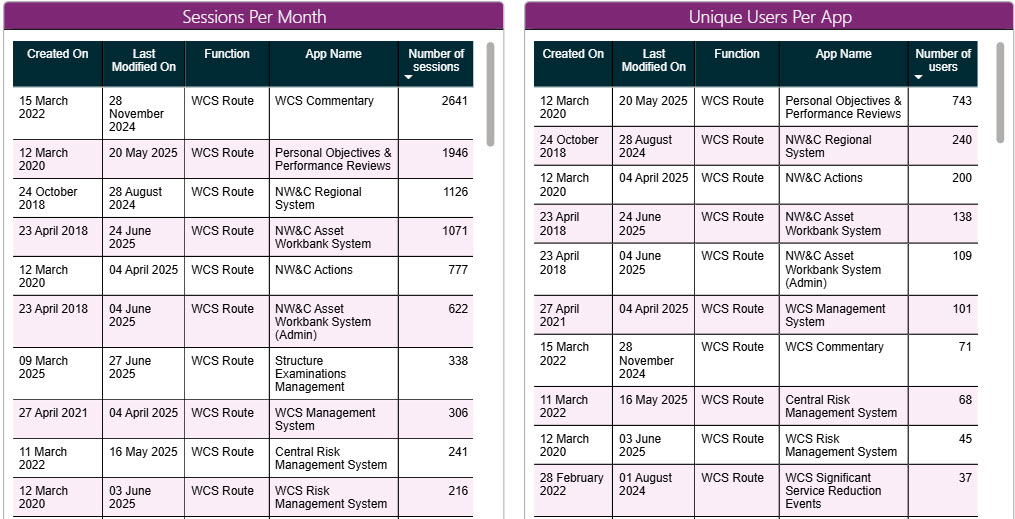 Sessions Per Month
Created On
Last
Modified On
Function
App Name
Number of
sessions
15 March
2022
28
November
2024
WCS Route
WCS Commentary
2641
12 March
2020
20 May 2025
WCS Route
Personal Objectives &
Performance Reviews
1946
24 October
2018
28 August
2024
WCS Route
NW&C Regional
System
1126
23 April 2018
24 June
2025
WCS Route
NW&C Asset
Workbank System
1071
12 March
2020
04 April 2025
WCS Route
NW&C Actions
777
23 April 2018
04 June
2025
WCS Route
NW&C Asset
Workbank System
(Admin)
622
09 March
2025
27 June
2025
WCS Route
Structure
Examinations
Management
338
27 April 2021
04 April 2025
WCS Route
WCS Management
System
306
11 March
2022
16 May 2025
WCS Route
Central Risk
Management System
241
12 March
2020
03 June
2025
WCS Route
WCS Risk
Management System
216
Unique Users Per App
Created On
Last
Modified On
Function
App Name
Number of
users
12 March
2020
20 May 2025
WCS Route
Personal Objectives &
Performance Reviews
743
24 October
2018
28 August
2024
WCS Route
NW&C Regional
System
240
12 March
2020
04 April 2025
WCS Route
NW&C Actions
200
23 April
2018
24 June
2025
WCS Route
NW&C Asset
Workbank System
138
23 April
2018
04 June
2025
WCS Route
NW&C Asset
Workbank System
(Admin)
109
27 April
2021
04 April 2025
WCS Route
WCS Management
System
101
15 March
2022
28
November
2024
WCS Route
WCS Commentary
71
11 March
2022
16 May 2025
WCS Route
Central Risk
Management System
68
12 March
2020
03 June
2025
WCS Route
WCS Risk
Management System
45
28 February
2022
01 August
2024
WCS Route
WCS Significant
Service Reduction
Events
37